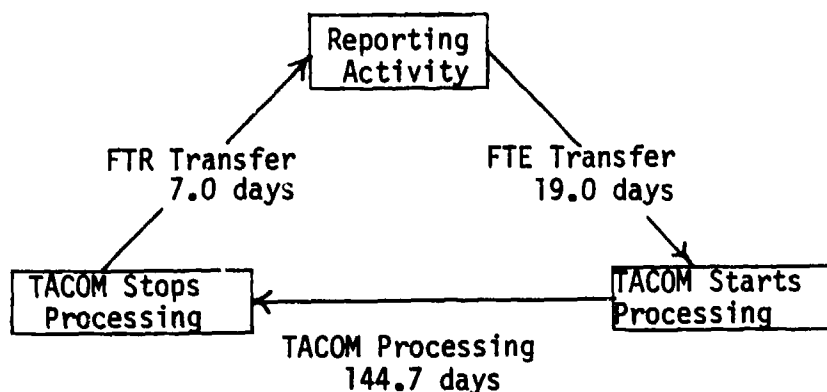 Reporting
Activity
FTR Transfer
7.0 days
FTE Transfer
19.0 days
TACOM Stops
Processing
TACOM Starts
Processing
TACOM Processing
144.7 days